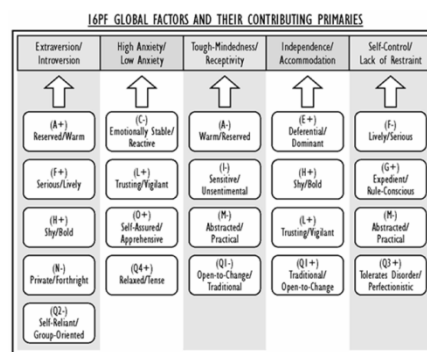 16PF GLOBAL FACTORS AND THEIR CONTRIBUTING PRIMARIES
Extraversion/
Introversion
High Anxiety/
Low Anxiety
Tough-Mindedness/
Receptivity
Independence/
Accommodation
Self-Control/
Lack of Restraint
(A+)
Reserved/Warm
(C-)
Emotionally Stable/
Reactive
(A-)
Warm/Reserved
(E+)
Deferential/
Dominant
(F-)
Lively/Serious
(F+)
Serious/Lively
(L+)
Trusting/Vigilant
(I-)
Sensitive/
Unsentimental
(H+)
Shy/Bold
(G+)
Expedient/
Rule-Conscious
(H+)
Shy/Bold
(O+)
Self-Assured/
Apprehensive
(M-)
Abstracted/
Practical
(L+)
Trusting/Vigilant
(M-)
Abstracted/
Practical
(N-)
Private/Forthright
(Q4+)
Relaxed/Tense
(Q1-)
Open-to-Change/
Traditional
(Q1+)
Traditional/
Open-to-Change
(Q3+)
Tolerates Disorder/
Perfectionistic
(Q2-)
Self-Reliant/
Group-Oriented